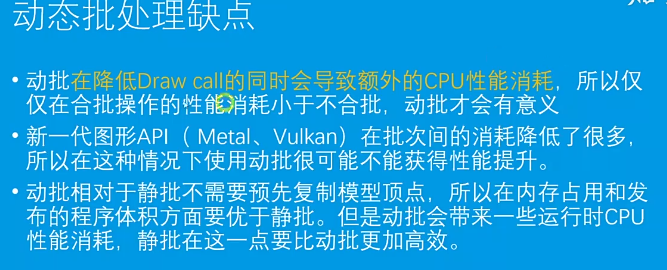 动态批处理缺点
• 动批在降低Draw call的同时会导致额外的CPU性能消耗，所以仅
仅在合批操作的性能消耗小于不合批，动批才会有意义
• 新一代图形API（ Metal、Vulkan）在批次间的消耗降低了很多，
所以在这种情况下使用动批很可能不能获得性能提升。
• 动批相对于静批不需要预先复制模型顶点，所以在内存占用和发
布的程序体积方面要优于静批。但是动批会带来一些运行时CPU
性能消耗，静批在这一点要比动批更加高效。